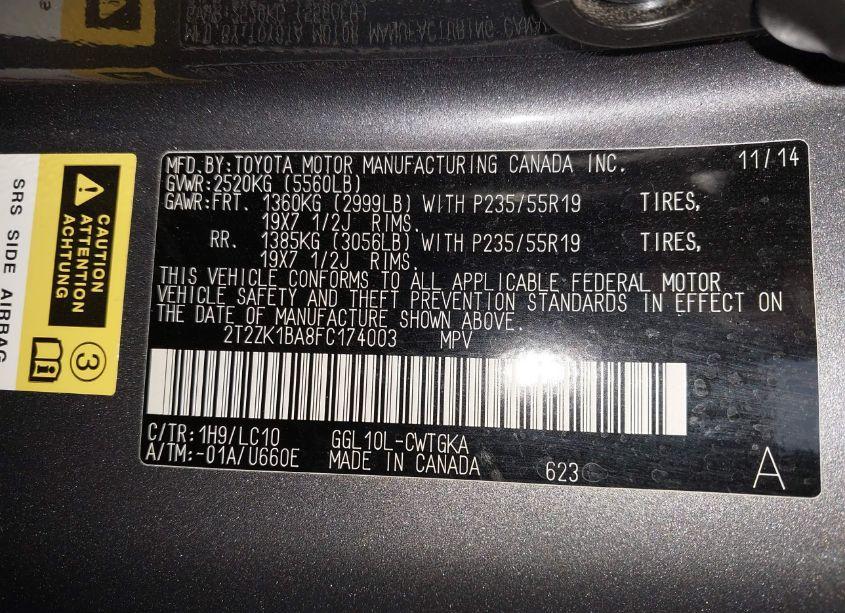 MFD.BY:TOYOTA MOTOR MANUFACTURING CANADA INC. 11/14
GVWR:2520KG (5560LB)
GAWR:FRT. 1360KG (2999LB) WITH P235/55R19 TIRES,
19X7 1/2J RIMS.
RR. 1385KG (3056LB) WITH P235/55R19 TIRES,
19X7 1/2J RIMS.
THIS VEHICLE CONFORMS TO ALL APPLICABLE FEDERAL MOTOR
VEHICLE SAFETY AND THEFT PREVENTION STANDARDS IN EFFECT ON
THE DATE OF MANUFACTURE SHOWN ABOVE.
2T2ZK1BA8FC174003 MPV
C/TR:1H9/LC10 GGL10L-CWTGKA
A/TM:-01A/U660E MADE IN CANADA 623 A
CAUTION
ATTENTION
ACHTUNG
SRS SIDE AIRBAG
3